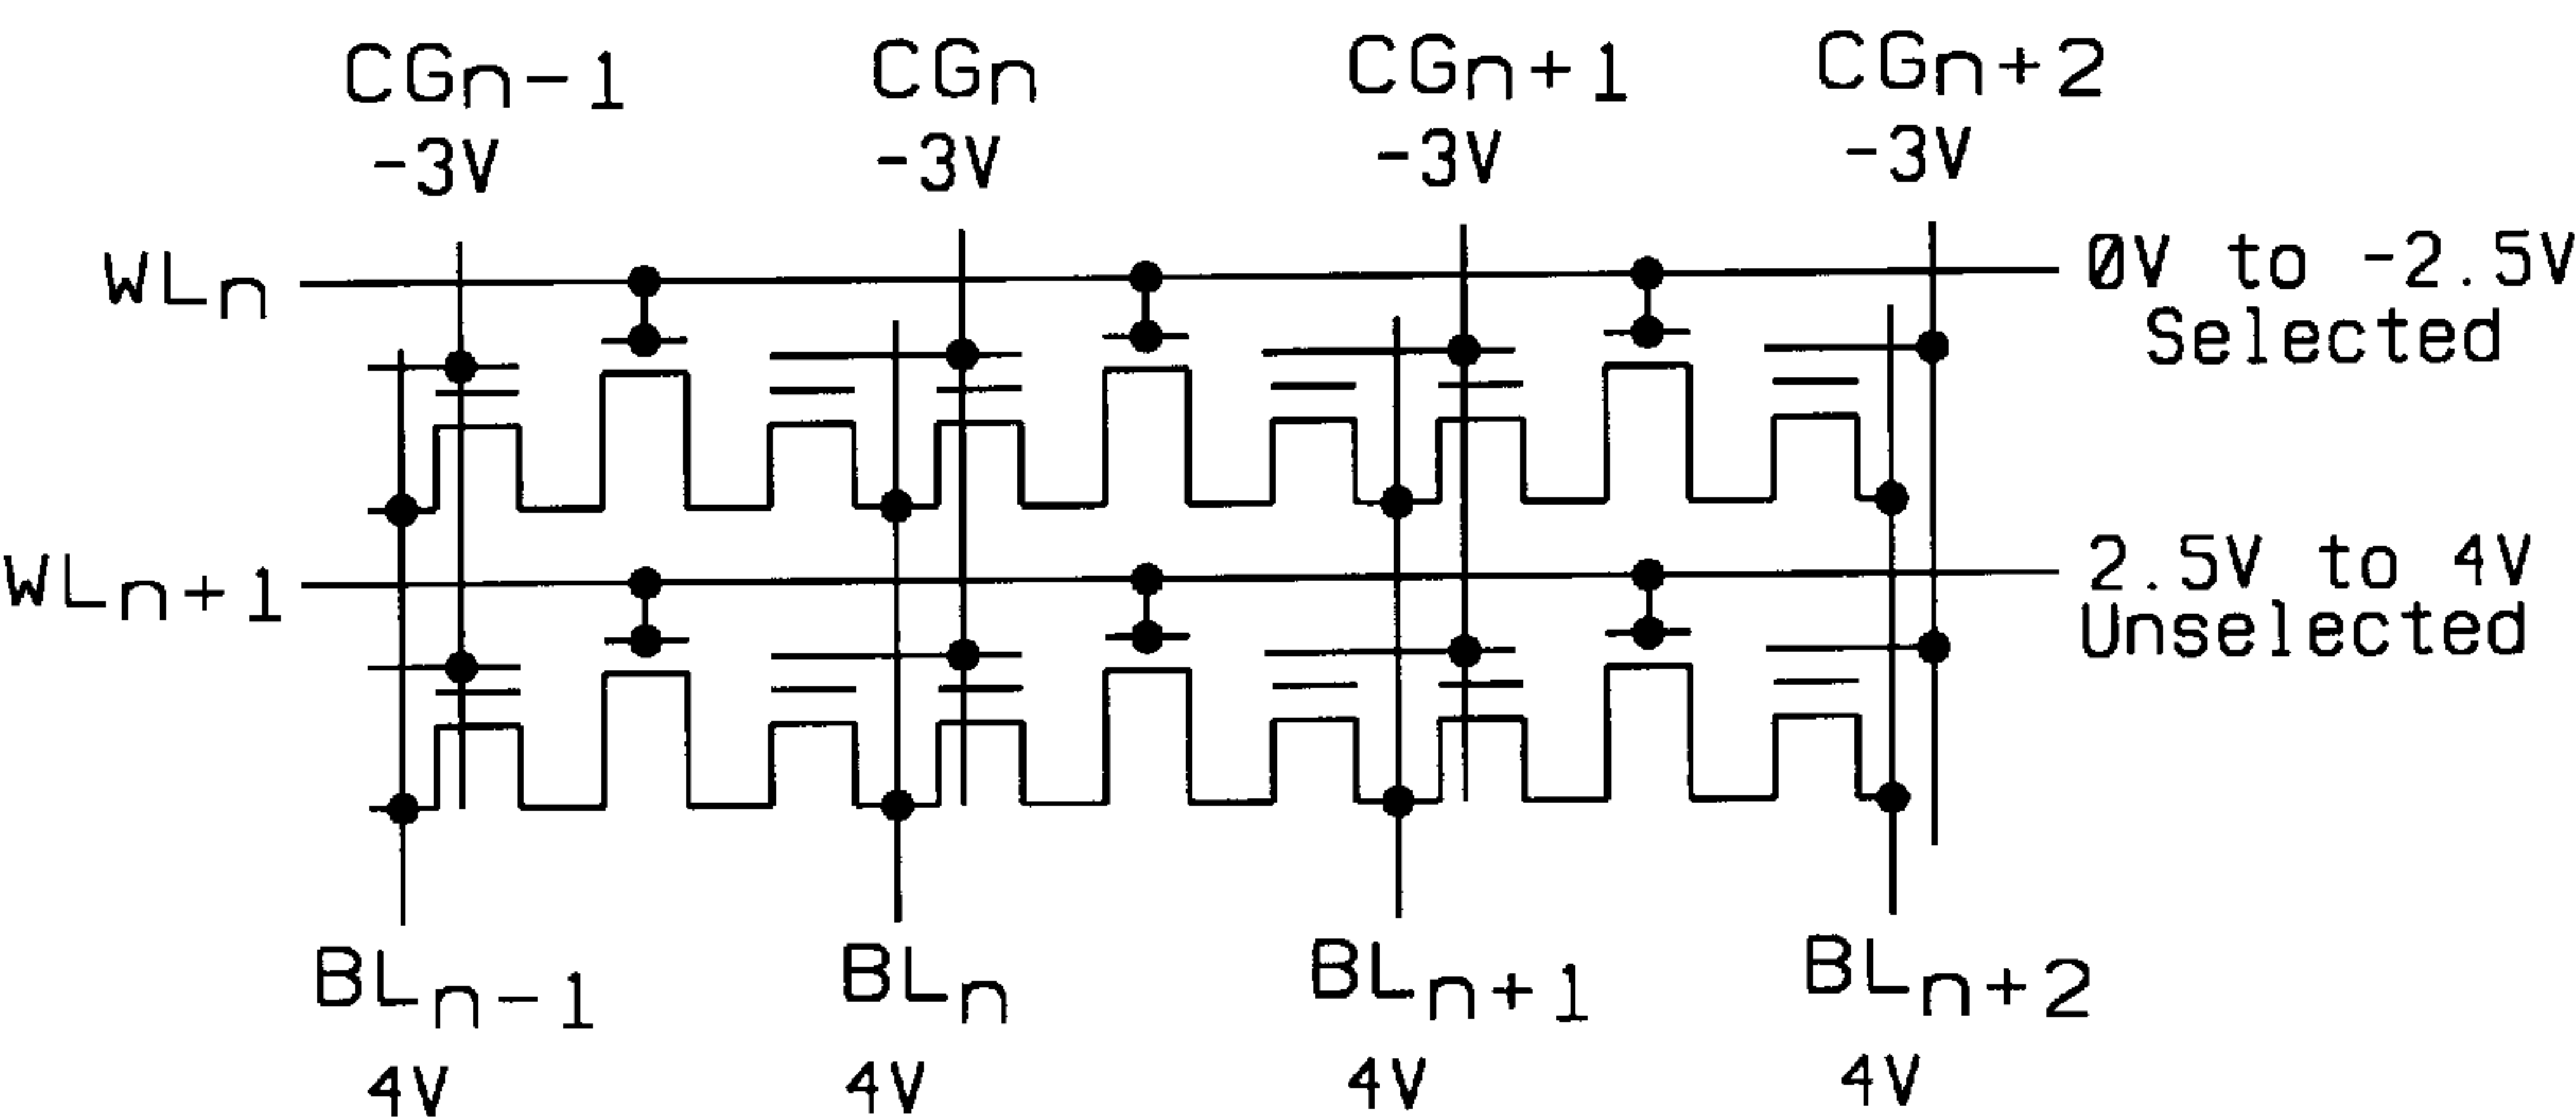 CGn-1 CGn CGn+1 CGn+2
-3V -3V -3V -3V
WLn 0V to -2.5V
Selected
WLn+1 2.5V to 4V
Unselected
BLn-1 BLn BLn+1 BLn+2
4V 4V 4V 4V